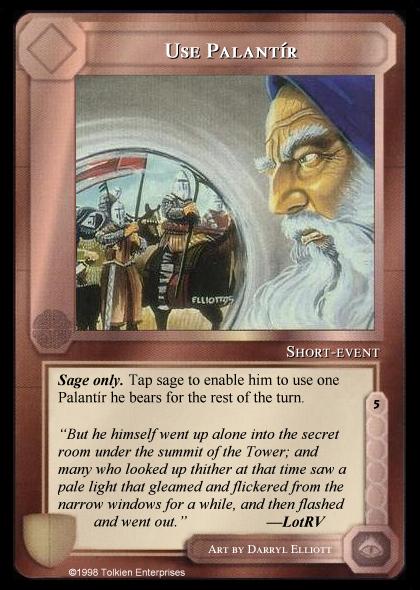 USE PALANTÍR
ELLIOTT95
SHORT-EVENT
Sage only. Tap sage to enable him to use one
Palantír he bears for the rest of the turn.
5
“But he himself went up alone into the secret
room under the summit of the Tower; and
many who looked up thither at that time saw a
pale light that gleamed and flickered from the
narrow windows for a while, and then flashed
and went out.” —LotRV
ART BY DARRYL ELLIOTT
©1998 Tolkien Enterprises